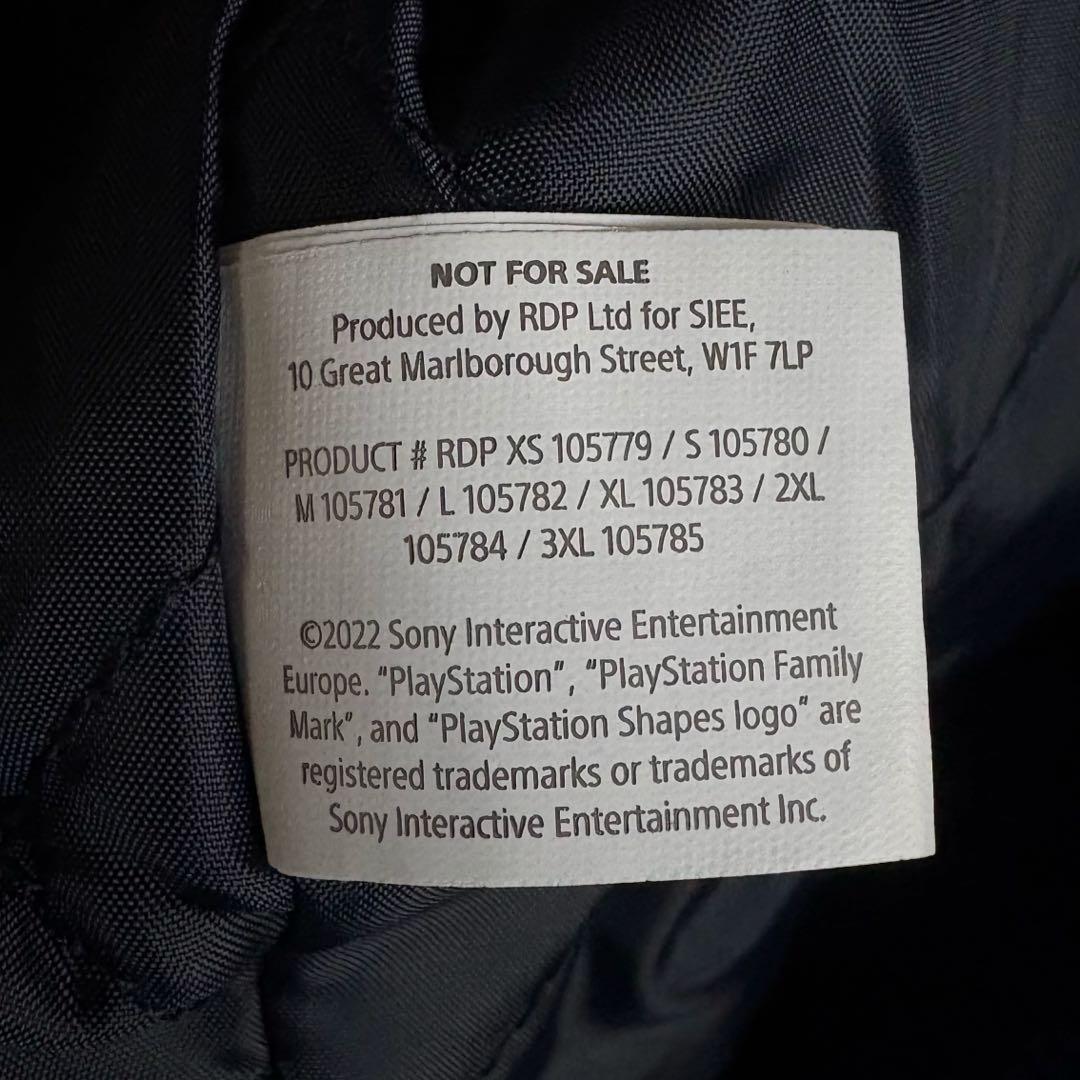 NOT FOR SALE
Produced by RDP Ltd for SIEE,
10 Great Marlborough Street, W1F 7LP
PRODUCT # RDP XS 105779 / S 105780 /
M 105781 / L 105782 / XL 105783 / 2XL
105784 / 3XL 105785
©2022 Sony Interactive Entertainment
Europe. "PlayStation", "PlayStation Family
Mark", and "PlayStation Shapes logo" are
registered trademarks or trademarks of
Sony Interactive Entertainment Inc.